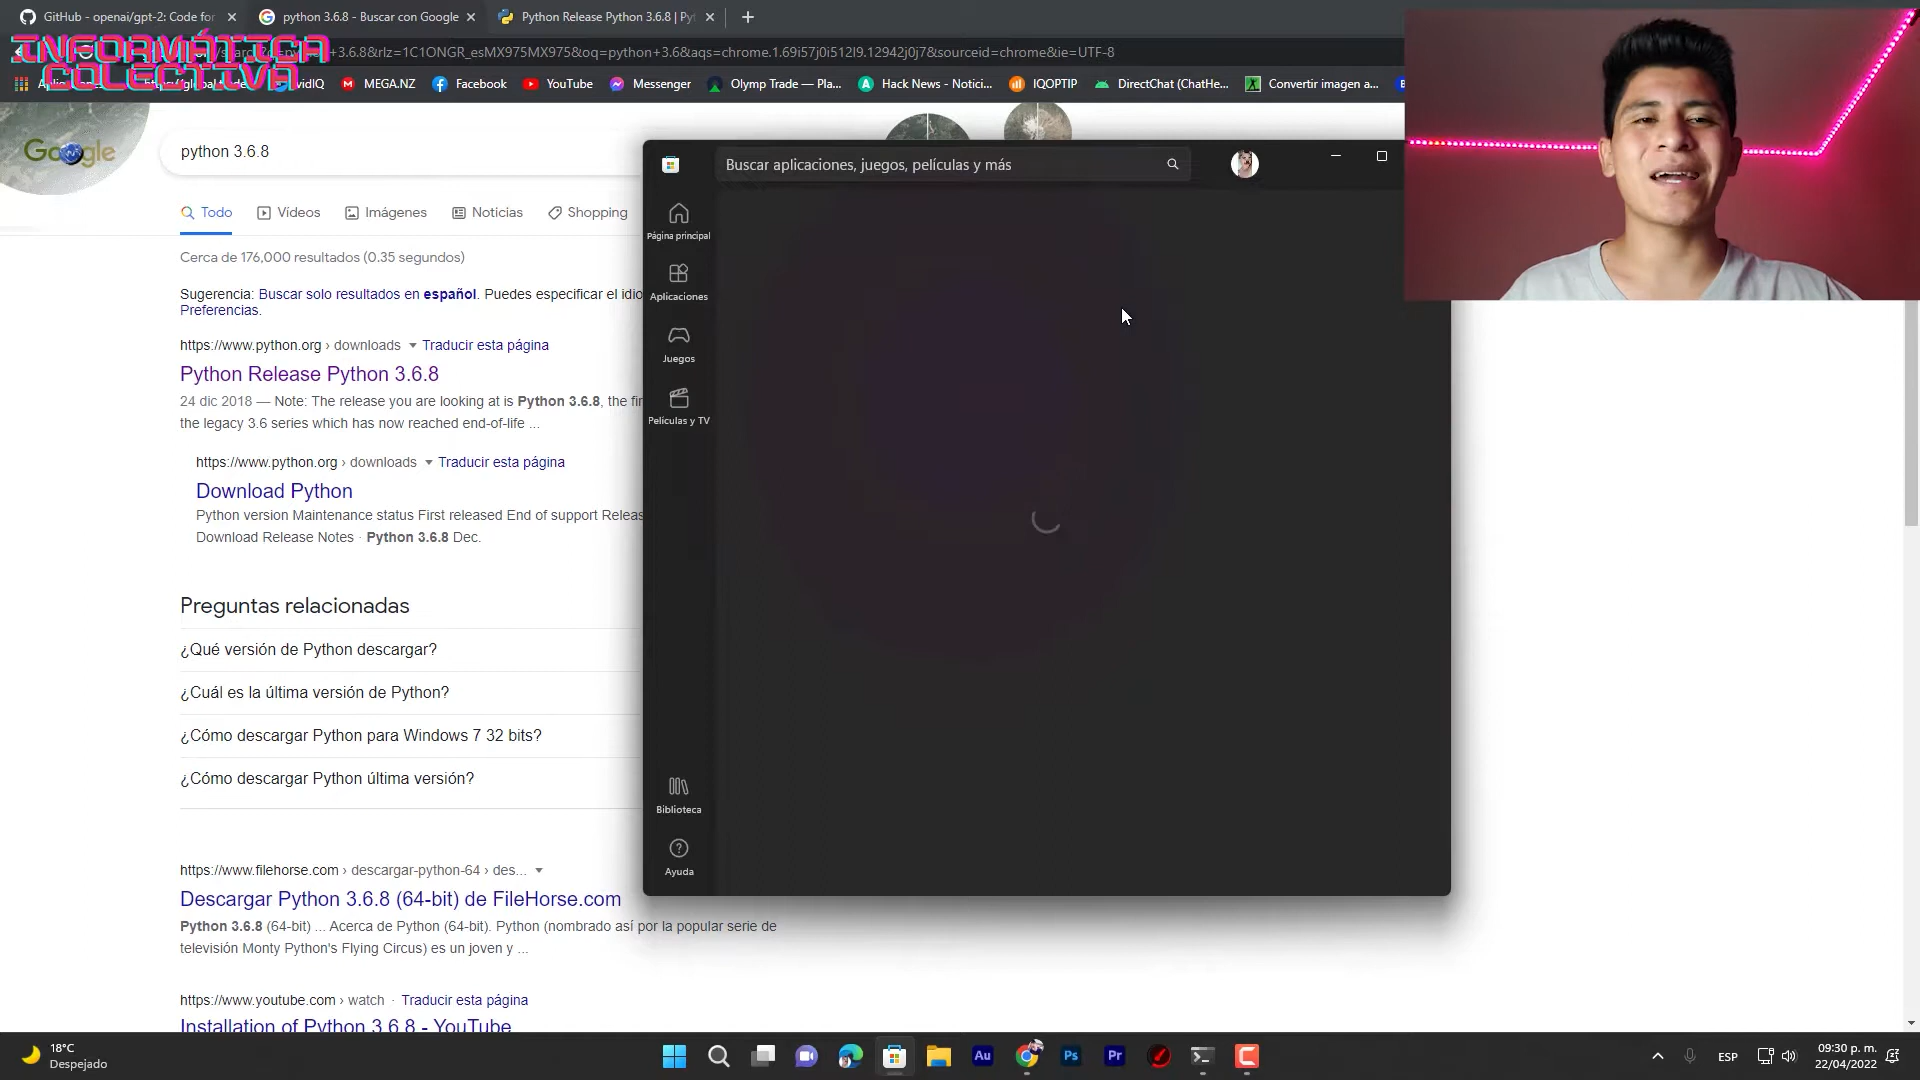 GitHub - openai/gpt-2: Code for
python 3.6.8 - Buscar con Google
Python Release Python 3.6.8 | Pyt
INFORMÁTICA
COLECTIVA
3.6.8&rlz=1C1ONGR_esMX975MX975&oq=python+3.6&aqs=chrome.1.69i57j0i512l9.12942j0j7&sourceid=chrome&ie=UTF-8
vidIQ
MEGA.NZ
Facebook
YouTube
Messenger
Olymp Trade — Pla...
Hack News - Notici...
IQOPTIP
DirectChat (ChatHe...
Convertir imagen a...
Google
python 3.6.8
Todo
Vídeos
Imágenes
Noticias
Shopping
Cerca de 176,000 resultados (0.35 segundos)
Sugerencia: Buscar solo resultados en español. Puedes especificar el idio
Preferencias.
https://www.python.org › downloads
Traducir esta página
Python Release Python 3.6.8
24 dic 2018 — Note: The release you are looking at is Python 3.6.8, the fir
the legacy 3.6 series which has now reached end-of-life ...
https://www.python.org › downloads
Traducir esta página
Download Python
Python version Maintenance status First released End of support Releas
Download Release Notes · Python 3.6.8 Dec.
Preguntas relacionadas
¿Qué versión de Python descargar?
¿Cuál es la última versión de Python?
¿Cómo descargar Python para Windows 7 32 bits?
¿Cómo descargar Python última versión?
https://www.filehorse.com › descargar-python-64 › des...
Descargar Python 3.6.8 (64-bit) de FileHorse.com
Python 3.6.8 (64-bit) ... Acerca de Python (64-bit). Python (nombrado así por la popular serie de
televisión Monty Python's Flying Circus) es un joven y ...
https://www.youtube.com › watch · Traducir esta página
Installation of Python 3.6.8 - YouTube
Buscar aplicaciones, juegos, películas y más
Página principal
Aplicaciones
Juegos
Películas y TV
Biblioteca
Ayuda
18°C
Despejado
Au
Ps
Pr
ESP
09:30 p. m.
22/04/2022